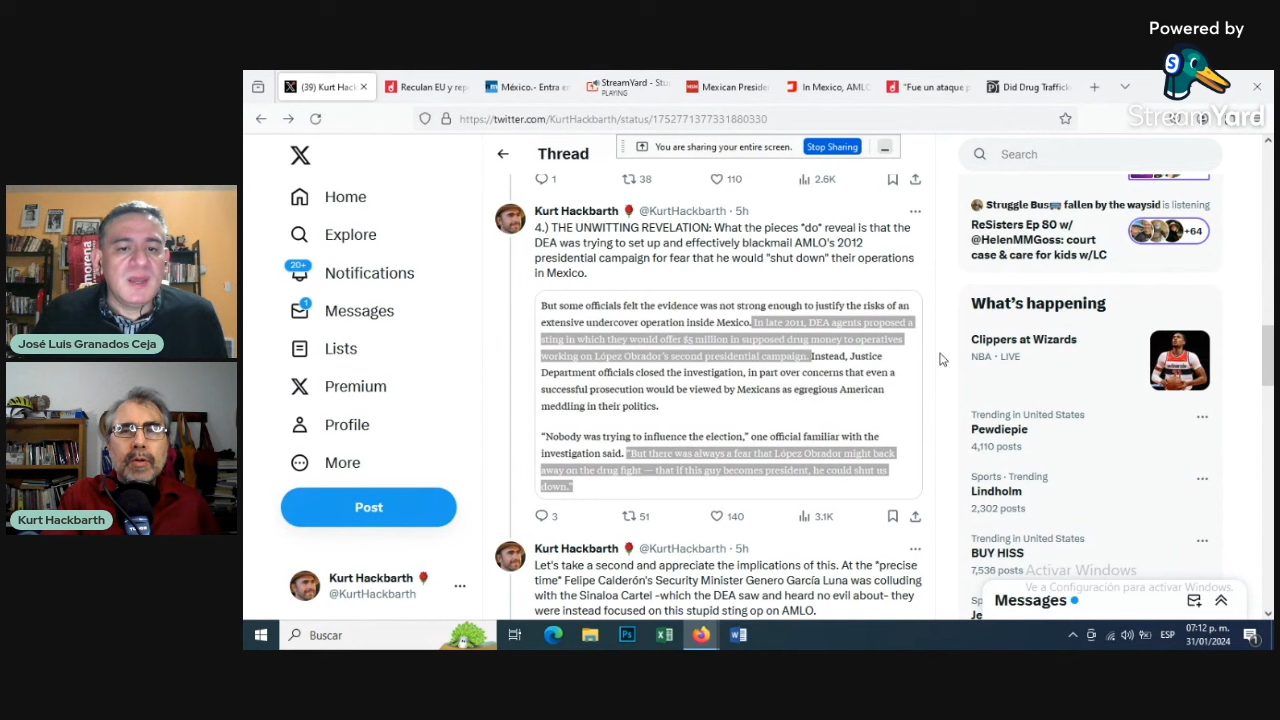 Powered by
StreamYard
(39) Kurt Hack
Reculan EU y rep
México.- Entra e
StreamYard - Stu
PLAYING
Mexican Preside
In Mexico, AMLO
"Fue un ataque p
Did Drug Traffick
https://twitter.com/KurtHackbarth/status/1752771377331880330
You are sharing your entire screen.
Stop Sharing
Home
Explore
20+
Notifications
1
Messages
Lists
Premium
Profile
More
Post
Kurt Hackbarth
@KurtHackbarth
Thread
1
38
110
2.6K
Kurt Hackbarth
@KurtHackbarth · 5h
4.) THE UNWITTING REVELATION: What the pieces *do* reveal is that the
DEA was trying to set up and effectively blackmail AMLO's 2012
presidential campaign for fear that he would "shut down" their operations
in Mexico.
But some officials felt the evidence was not strong enough to justify the risks of an
extensive undercover operation inside Mexico. In late 2011, DEA agents proposed a
sting in which they would offer $5 million in supposed drug money to operatives
working on López Obrador's second presidential campaign. Instead, Justice
Department officials closed the investigation, in part over concerns that even a
successful prosecution would be viewed by Mexicans as egregious American
meddling in their politics.
"Nobody was trying to influence the election," one official familiar with the
investigation said. "But there was always a fear that López Obrador might back
away on the drug fight — that if this guy becomes president, he could shut us
down."
3
51
140
3.1K
Kurt Hackbarth
@KurtHackbarth · 5h
Let's take a second and appreciate the implications of this. At the *precise
time* Felipe Calderón's Security Minister Genero García Luna was colluding
with the Sinaloa Cartel -which the DEA saw and heard no evil about- they
were instead focused on this stupid sting op on AMLO.
Search
Struggle Bus fallen by the waysid is listening
ReSisters Ep 80 w/
@HelenMMGoss: court
case & care for kids w/LC
+64
What's happening
Clippers at Wizards
NBA · LIVE
Trending in United States
Pewdiepie
4,110 posts
Sports · Trending
Lindholm
2,302 posts
Trending in United States
BUY HISS
7,536 posts
Activar Windows
Ve a Configuración para activar Windows.
Messages
morena
José Luis Granados Ceja
Kurt Hackbarth
Buscar
ESP
07:12 p. m.
31/01/2024